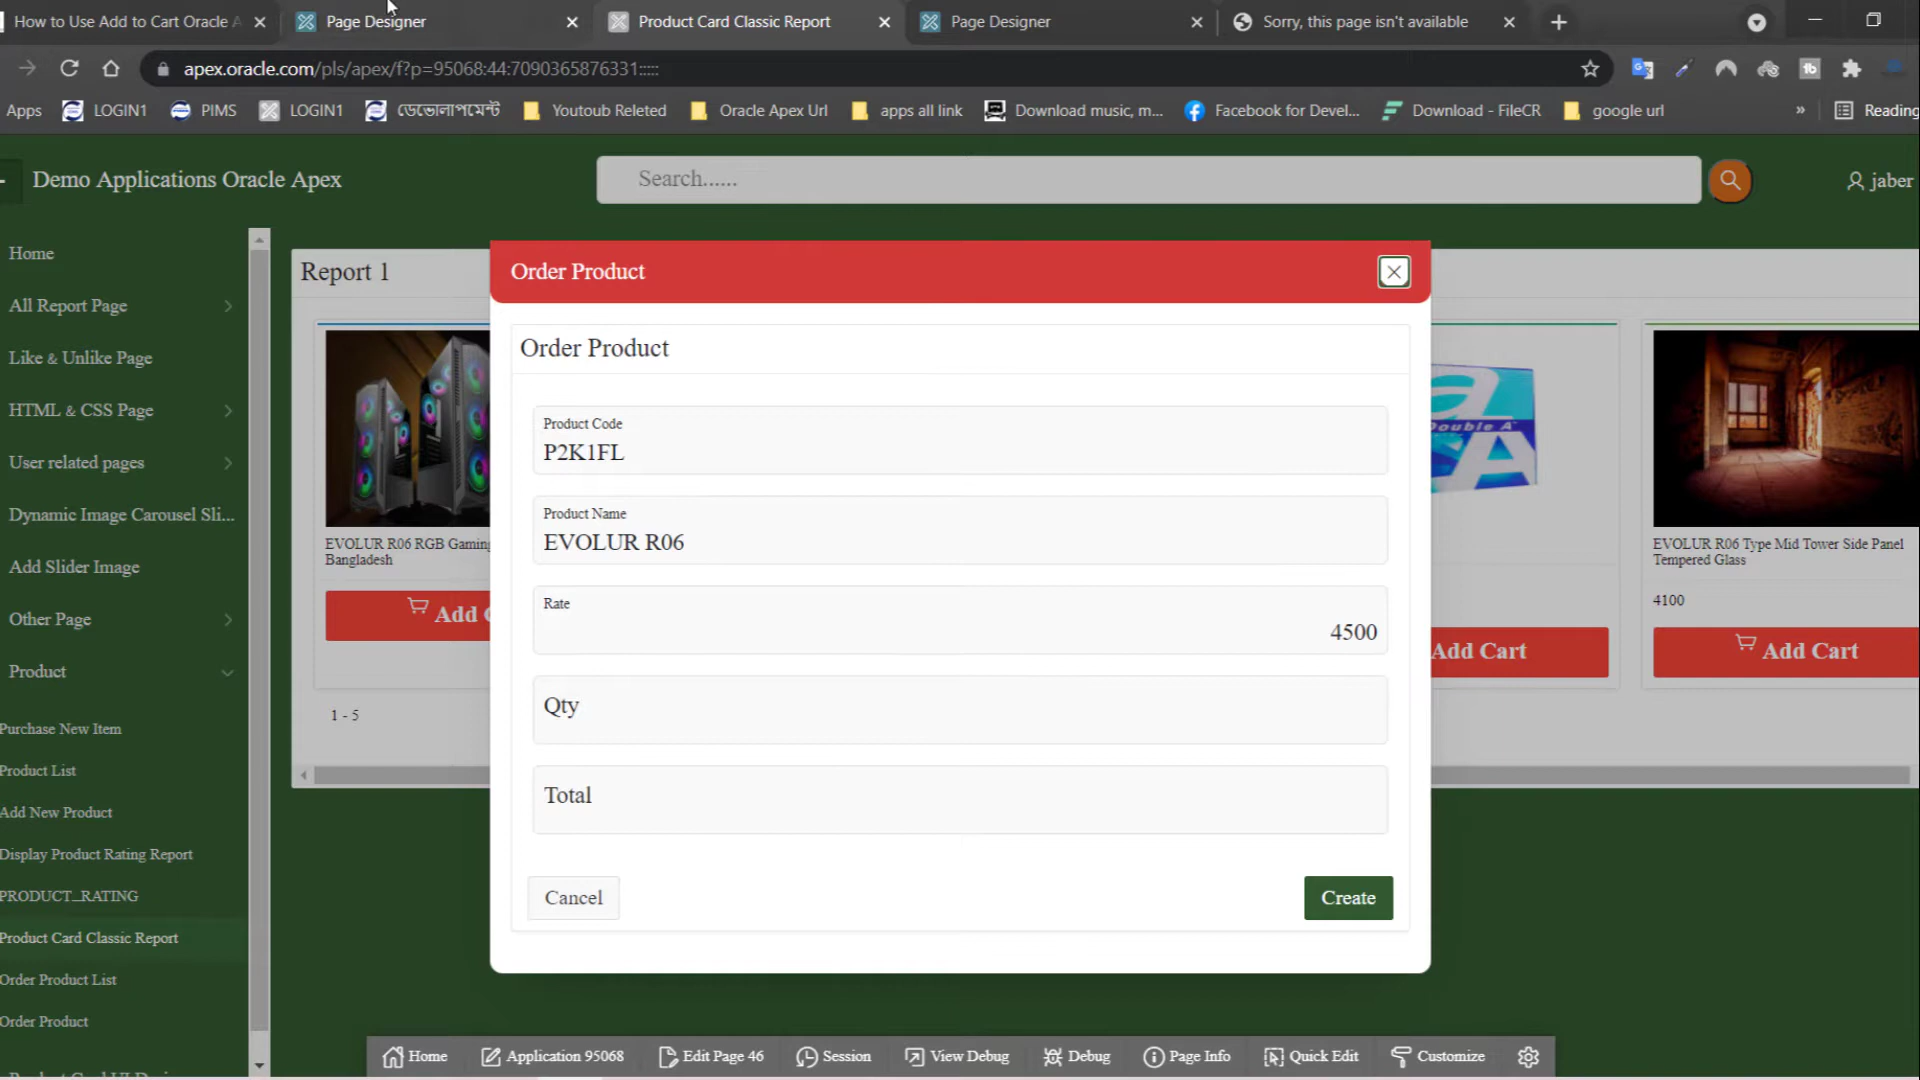 How to Use Add to Cart Oracle A
Page Designer
Product Card Classic Report
Page Designer
Sorry, this page isn't available
apex.oracle.com/pls/apex/f?p=95068:44:7090365876331:::::
Apps
LOGIN1
PIMS
LOGIN1
ডেভোলাপমেন্ট
Youtoub Releted
Oracle Apex Url
apps all link
Download music, m...
Facebook for Devel...
Download - FileCR
google url
»
Reading
Demo Applications Oracle Apex
Search......
jaber
Home
All Report Page
Like & Unlike Page
HTML & CSS Page
User related pages
Dynamic Image Carousel Sli...
Add Slider Image
Other Page
Product
Purchase New Item
Product List
Add New Product
Display Product Rating Report
PRODUCT_RATING
Product Card Classic Report
Order Product List
Order Product
Report 1
EVOLUR R06 RGB Gaming
Bangladesh
Add
1 - 5
Order Product
Order Product
Product Code
P2K1FL
Product Name
EVOLUR R06
Rate
4500
Qty
Total
Cancel
Create
Double A
Add Cart
EVOLUR R06 Type Mid Tower Side Panel
Tempered Glass
4100
Add Cart
Home
Application 95068
Edit Page 46
Session
View Debug
Debug
Page Info
Quick Edit
Customize